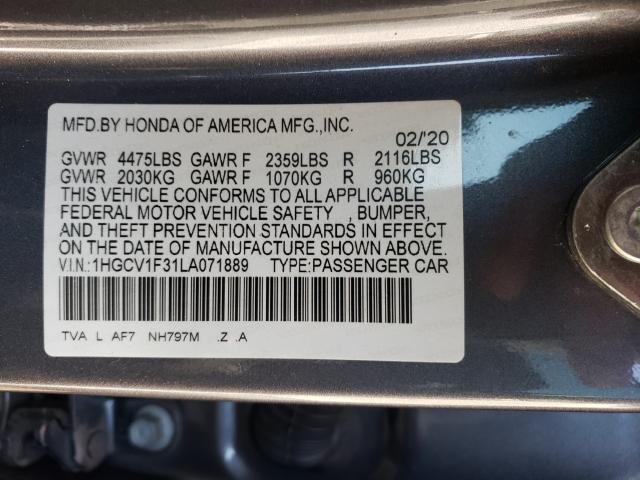 MFD.BY HONDA OF AMERICA MFG.,INC.
02/'20
GVWR 4475LBS GAWR F 2359LBS R 2116LBS
GVWR 2030KG GAWR F 1070KG R 960KG
THIS VEHICLE CONFORMS TO ALL APPLICABLE
FEDERAL MOTOR VEHICLE SAFETY , BUMPER,
AND THEFT PREVENTION STANDARDS IN EFFECT
ON THE DATE OF MANUFACTURE SHOWN ABOVE.
V.I.N.:1HGCV1F31LA071889 TYPE:PASSENGER CAR
TVA L AF7 NH797M .Z .A